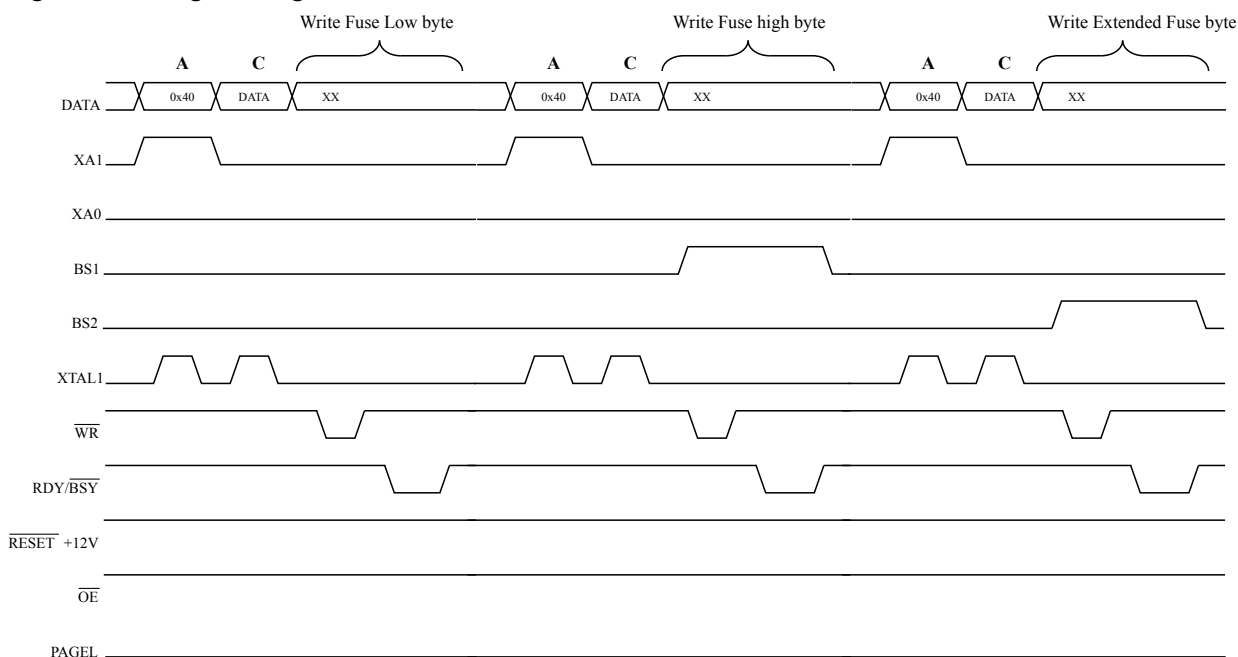 Write Fuse Low byte Write Fuse high byte Write Extended Fuse byte
A C A C A C
DATA 0x40 DATA XX 0x40 DATA XX 0x40 DATA XX
XA1
XA0
BS1
BS2
XTAL1
WR
RDY/BSY
RESET +12V
OE
PAGEL